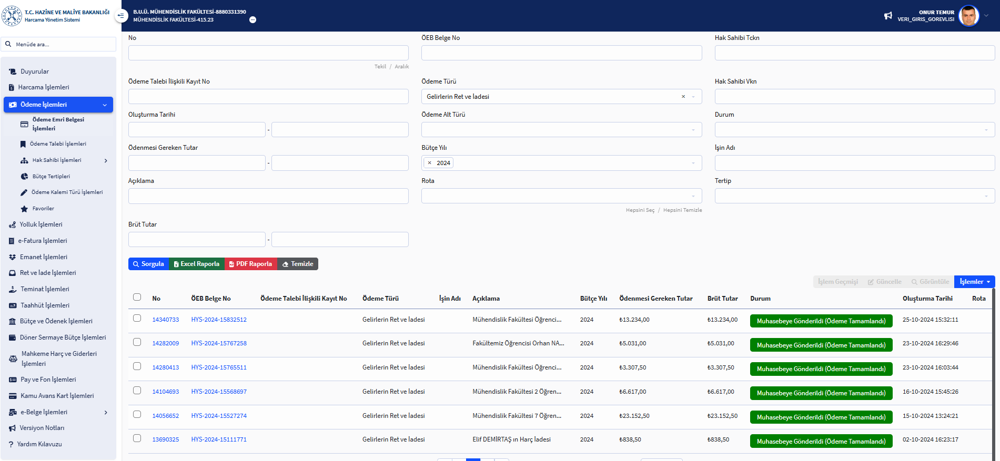 T.C. HAZİNE VE MALİYE BAKANLIĞI
Harcama Yönetim Sistemi
B.U.Ü. MÜHENDİSLİK FAKÜLTESİ-8880331390
MÜHENDİSLİK FAKÜLTESİ-415.23
ONUR TEMUR
VERI_GIRIS_GOREVLISI
Menüde ara...
Duyurular
Harcama İşlemleri
Ödeme İşlemleri
Ödeme Emri Belgesi
İşlemleri
Ödeme Talebi İşlemleri
Hak Sahibi İşlemleri
Bütçe Tertipleri
Ödeme Kalemi Türü İşlemleri
Favoriler
Yolluk İşlemleri
e-Fatura İşlemleri
Emanet İşlemleri
Ret ve İade İşlemleri
Teminat İşlemleri
Taahhüt İşlemleri
Bütçe ve Ödenek İşlemleri
Döner Sermaye Bütçe İşlemleri
Mahkeme Harç ve Giderleri
İşlemleri
Pay ve Fon İşlemleri
Kamu Avans Kart İşlemleri
e-Belge İşlemleri
Versiyon Notları
? Yardım Kılavuzu
No ÖEB Belge No Hak Sahibi Tckn
Tekil / Aralık
Ödeme Talebi İlişkili Kayıt No Ödeme Türü Hak Sahibi Vkn
Gelirlerin Ret ve İadesi ×
Oluşturma Tarihi Ödeme Alt Türü Durum
-
Ödenmesi Gereken Tutar Bütçe Yılı İşin Adı
- × 2024
Açıklama Rota Tertip
Hepsini Seç / Hepsini Temizle
Brüt Tutar
-
Sorgula Excel Raporla PDF Raporla Temizle
İşlem Geçmişi Güncelle Görüntüle İşlemler
No ÖEB Belge No Ödeme Talebi İlişkili Kayıt No Ödeme Türü İşin Adı Açıklama Bütçe Yılı Ödenmesi Gereken Tutar Brüt Tutar Durum Oluşturma Tarihi Rota
14340733 HYS-2024-15832512 Gelirlerin Ret ve İadesi Mühendislik Fakültesi Öğrenci... 2024 ₺13.234,00 ₺13.234,00 Muhasebeye Gönderildi (Ödeme Tamamlandı) 25-10-2024 15:32:11
14282009 HYS-2024-15767258 Gelirlerin Ret ve İadesi Fakültemiz Öğrencisi Orhan NA... 2024 ₺5.031,00 ₺5.031,00 Muhasebeye Gönderildi (Ödeme Tamamlandı) 23-10-2024 16:29:46
14280413 HYS-2024-15765511 Gelirlerin Ret ve İadesi Mühendislik Fakültesi Öğrenci... 2024 ₺3.307,50 ₺3.307,50 Muhasebeye Gönderildi (Ödeme Tamamlandı) 23-10-2024 16:03:44
14104693 HYS-2024-15568697 Gelirlerin Ret ve İadesi Mühendislik Fakültesi 2 Öğren... 2024 ₺6.617,00 ₺6.617,00 Muhasebeye Gönderildi (Ödeme Tamamlandı) 16-10-2024 15:45:26
14056652 HYS-2024-15527274 Gelirlerin Ret ve İadesi Mühendislik Fakültesi 7 Öğren... 2024 ₺23.152,50 ₺23.152,50 Muhasebeye Gönderildi (Ödeme Tamamlandı) 15-10-2024 13:24:21
13690325 HYS-2024-15111771 Gelirlerin Ret ve İadesi Elif DEMİRTAŞ ın Harç İadesi 2024 ₺838,50 ₺838,50 Muhasebeye Gönderildi (Ödeme Tamamlandı) 02-10-2024 16:23:17